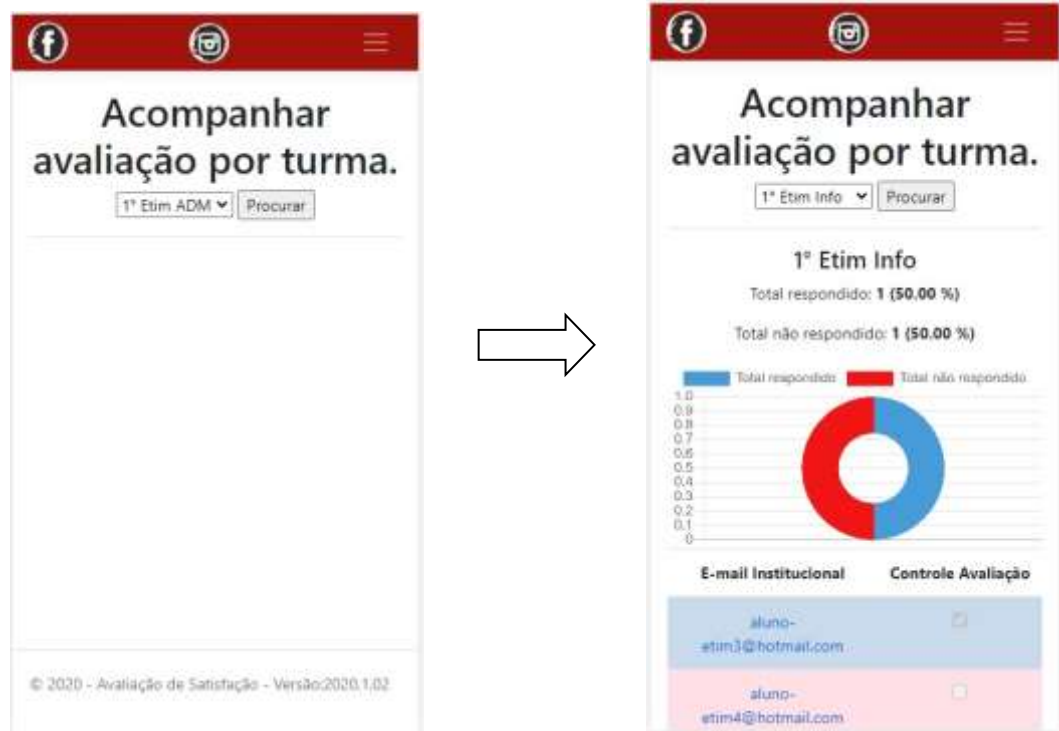 Acompanhar
avaliação por turma.
1° Etim ADM
Procurar
© 2020 - Avaliação de Satisfação - Versão:2020.1.02
Acompanhar
avaliação por turma.
1° Etim Info
Procurar
1° Etim Info
Total respondido: 1 (50.00 %)
Total não respondido: 1 (50.00 %)
Total respondido
Total não respondido
1.0
0.9
0.8
0.7
0.6
0.5
0.4
0.3
0.2
0.1
0
E-mail Institucional
Controle Avaliação
aluno-
etim3@hotmail.com
aluno-
etim4@hotmail.com